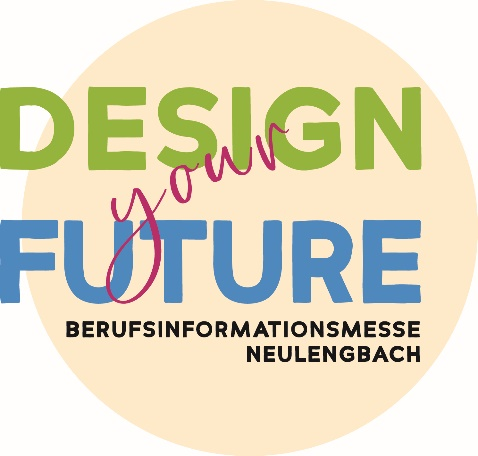 DESIGN
your
FUTURE
BERUFSINFORMATIONSMESSE
NEULENGBACH